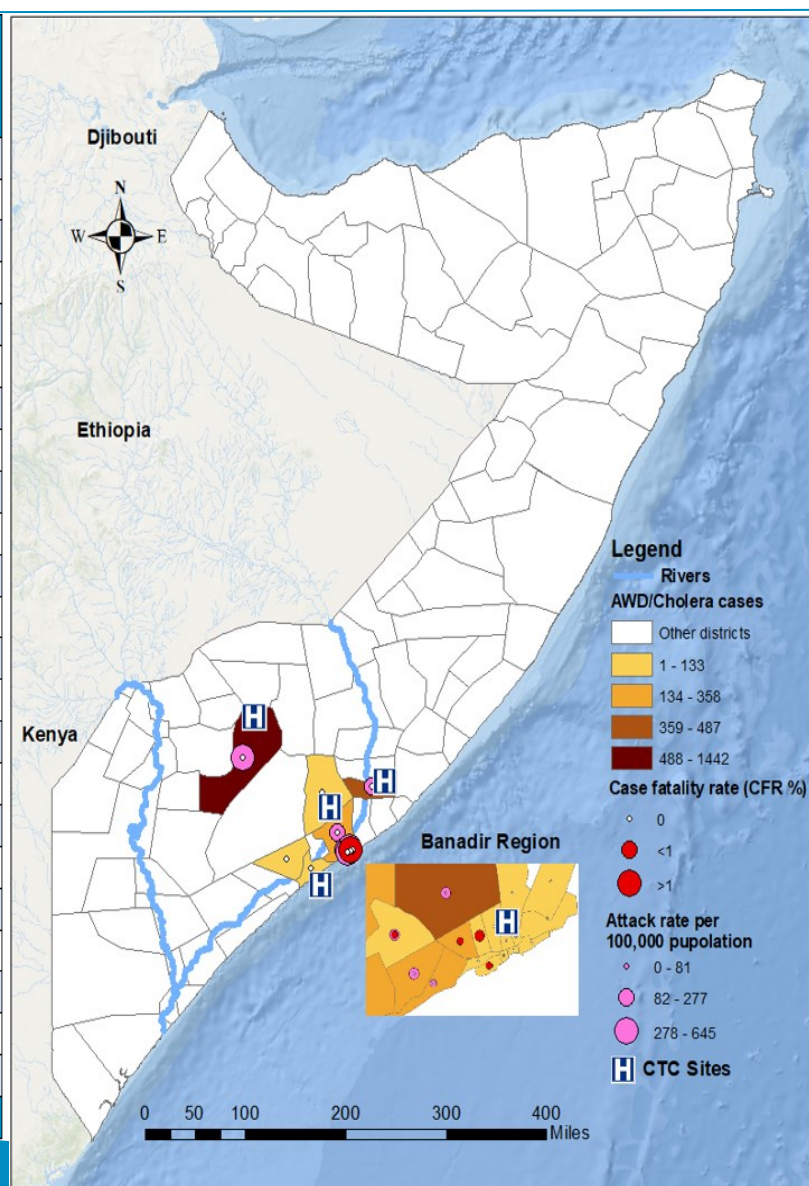 Djibouti
N
W
E
S
Ethiopia
Kenya
H
H
H
H
Banadir Region
H
Legend
Rivers
AWD/Cholera cases
Other districts
1 - 133
134 - 358
359 - 487
488 - 1442
Case fatality rate (CFR %)
0
<1
>1
Attack rate per
100,000 pupolation
0 - 81
82 - 277
278 - 645
H CTC Sites
0 50 100 200 300 400
Miles